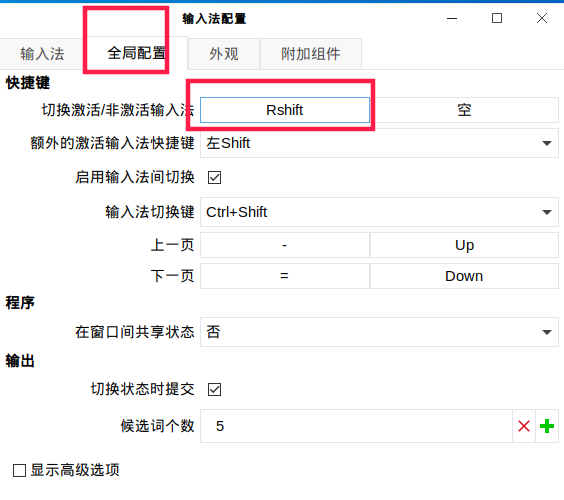 输入法配置
输入法 全局配置 外观 附加组件
快捷键
切换激活/非激活输入法 Rshift 空
额外的激活输入法快捷键 左Shift
启用输入法间切换
输入法切换键 Ctrl+Shift
上一页 - Up
下一页 = Down
程序
在窗口间共享状态 否
输出
切换状态时提交
候选词个数 5
显示高级选项